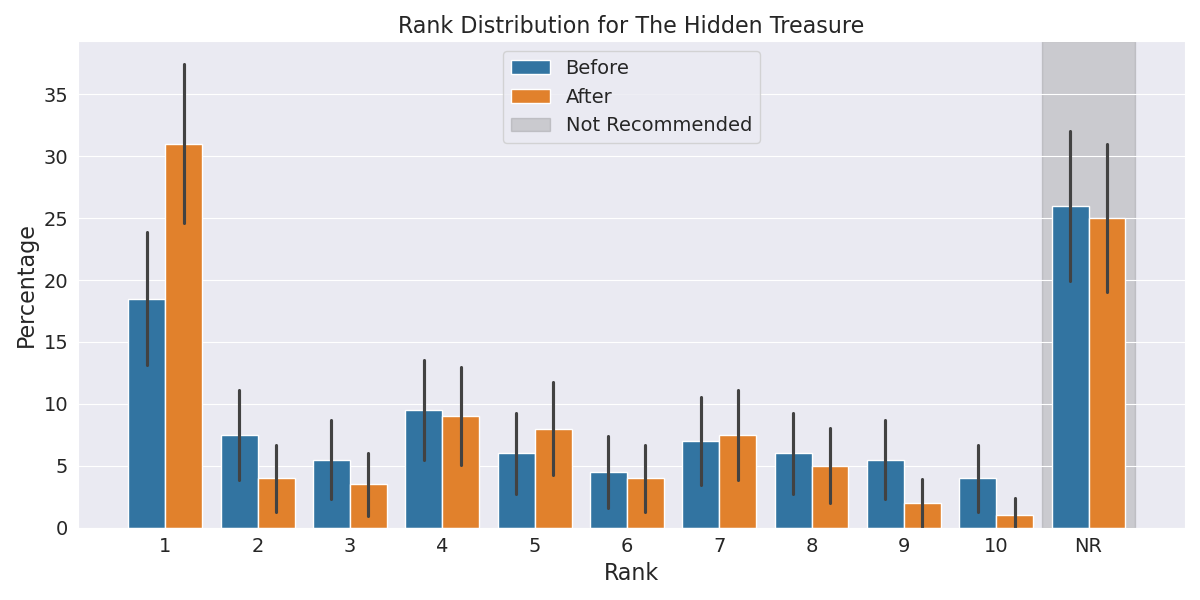 Rank Distribution for The Hidden Treasure
Before
After
Not Recommended
Percentage
35
30
25
20
15
10
5
0
1 2 3 4 5 6 7 8 9 10 NR
Rank